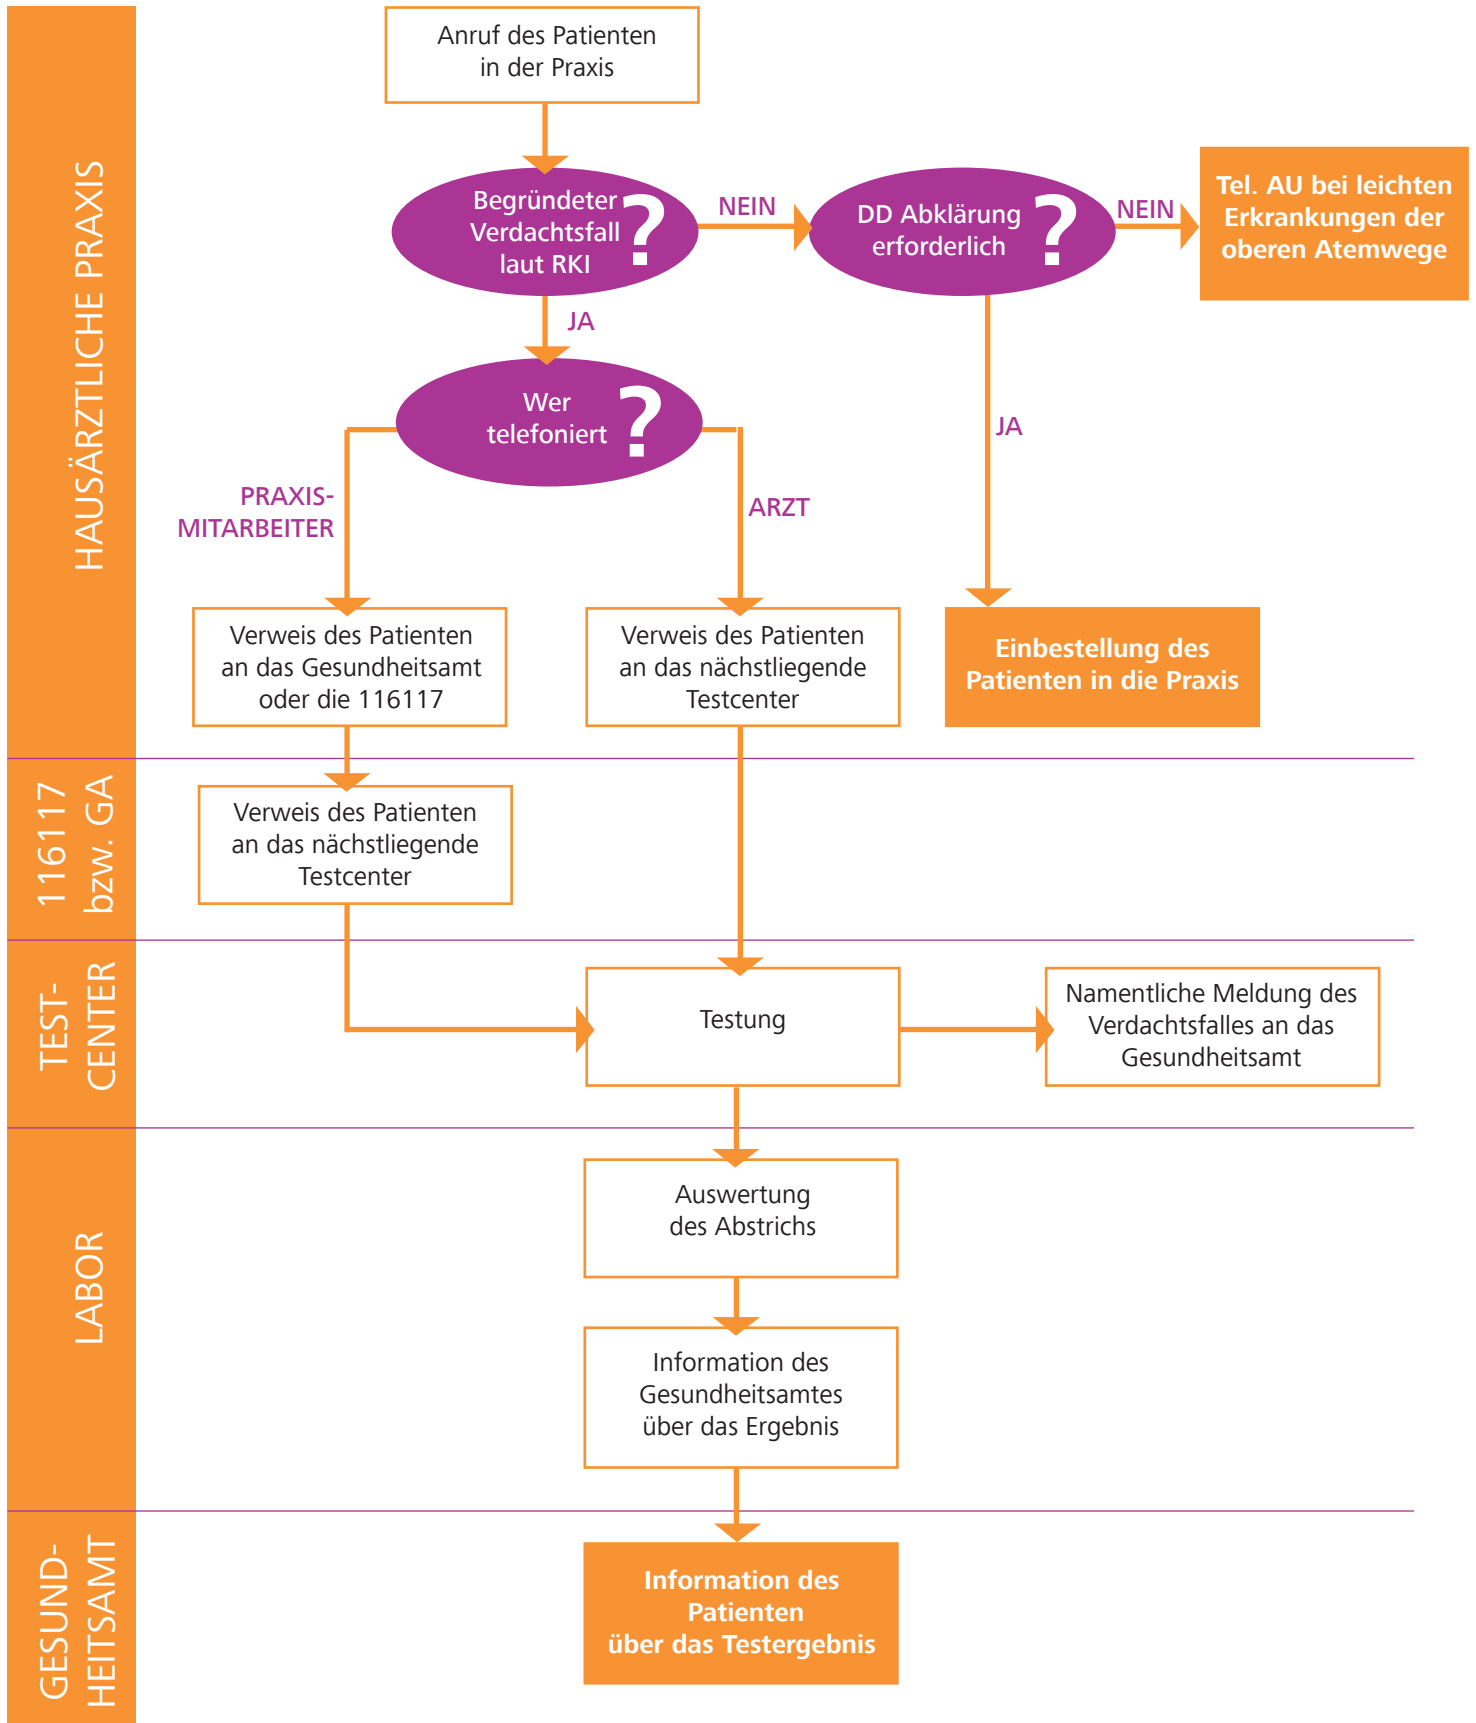 HAUSÄRZTLICHE PRAXIS
Anruf des Patienten
in der Praxis
Begründeter
Verdachtsfall
laut RKI
?
NEIN
DD Abklärung
erforderlich
?
NEIN
Tel. AU bei leichten
Erkrankungen der
oberen Atemwege
JA
Wer
telefoniert
?
JA
PRAXIS-
MITARBEITER
ARZT
Verweis des Patienten
an das Gesundheitsamt
oder die 116117
Verweis des Patienten
an das nächstliegende
Testcenter
Einbestellung des
Patienten in die Praxis
116117
bzw. GA
Verweis des Patienten
an das nächstliegende
Testcenter
TEST-
CENTER
Testung
Namentliche Meldung des
Verdachtsfalles an das
Gesundheitsamt
LABOR
Auswertung
des Abstrichs
Information des
Gesundheitsamtes
über das Ergebnis
GESUND-
HEITSAMT
Information des
Patienten
über das Testergebnis